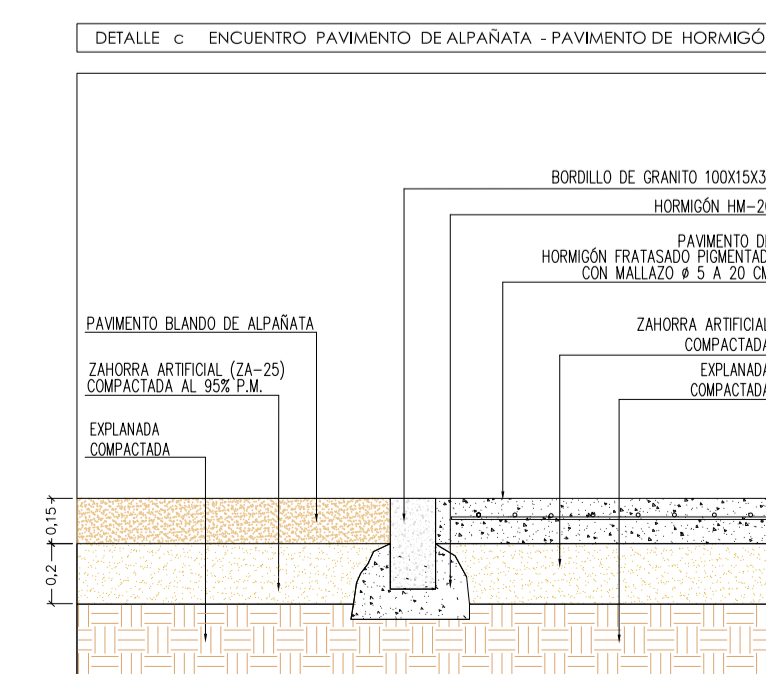 DETALLE c ENCUENTRO PAVIMENTO DE ALPAÑATA - PAVIMENTO DE HORMIGÓ
BORDILLO DE GRANITO 100X15X3
HORMIGÓN HM-20
PAVIMENTO DE
HORMIGÓN FRATASADO PIGMENTAD
CON MALLAZO ø 5 A 20 CM
PAVIMENTO BLANDO DE ALPAÑATA
ZAHORRA ARTIFICIAL
COMPACTADA
ZAHORRA ARTIFICIAL (ZA-25)
COMPACTADA AL 95% P.M.
EXPLANADA
COMPACTADA
EXPLANADA
COMPACTADA
0,15
0,2